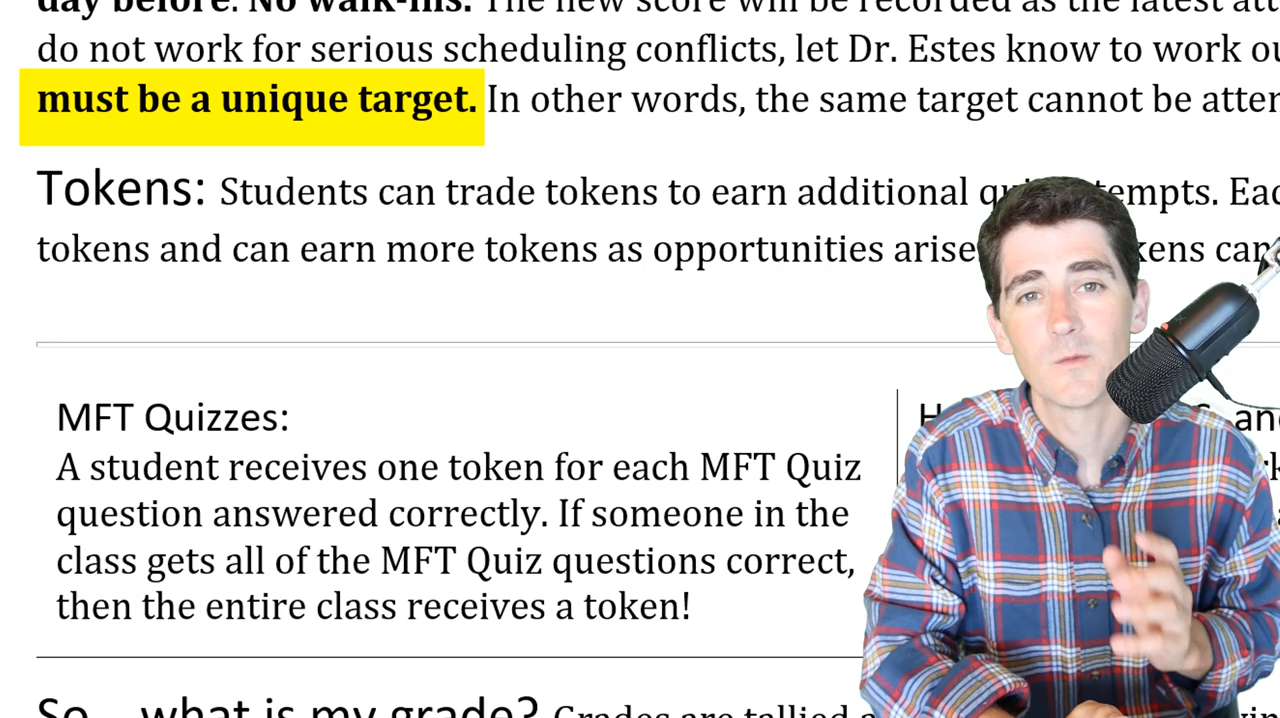 day before. No walk-ins. The new score will be recorded as the latest
do not work for serious scheduling conflicts, let Dr. Estes know to work
must be a unique target. In other words, the same target cannot be
Tokens: Students can trade tokens to earn additional
tokens and can earn more tokens as opportunities arise
MFT Quizzes:
A student receives one token for each MFT Quiz
question answered correctly. If someone in the
class gets all of the MFT Quiz questions correct,
then the entire class receives a token!
So... what is my grade? Grades are tallied